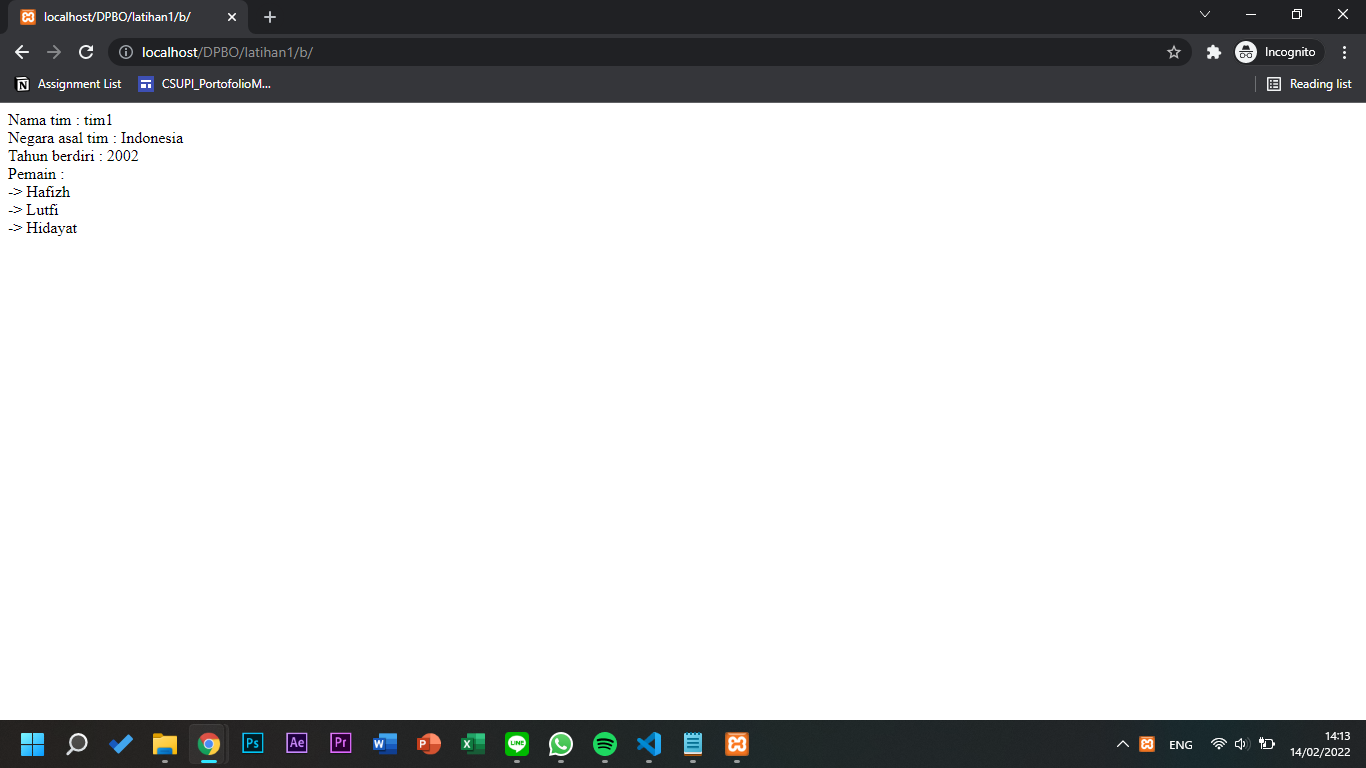 localhost/DPBO/latihan1/b/
localhost/DPBO/latihan1/b/
Incognito
Assignment List
CSUPI_PortofolioM...
Reading list
Nama tim : tim1
Negara asal tim : Indonesia
Tahun berdiri : 2002
Pemain :
-> Hafizh
-> Lutfi
-> Hidayat
Ps
Ae
Pr
W
P
X
LINE
ENG
14:13
14/02/2022